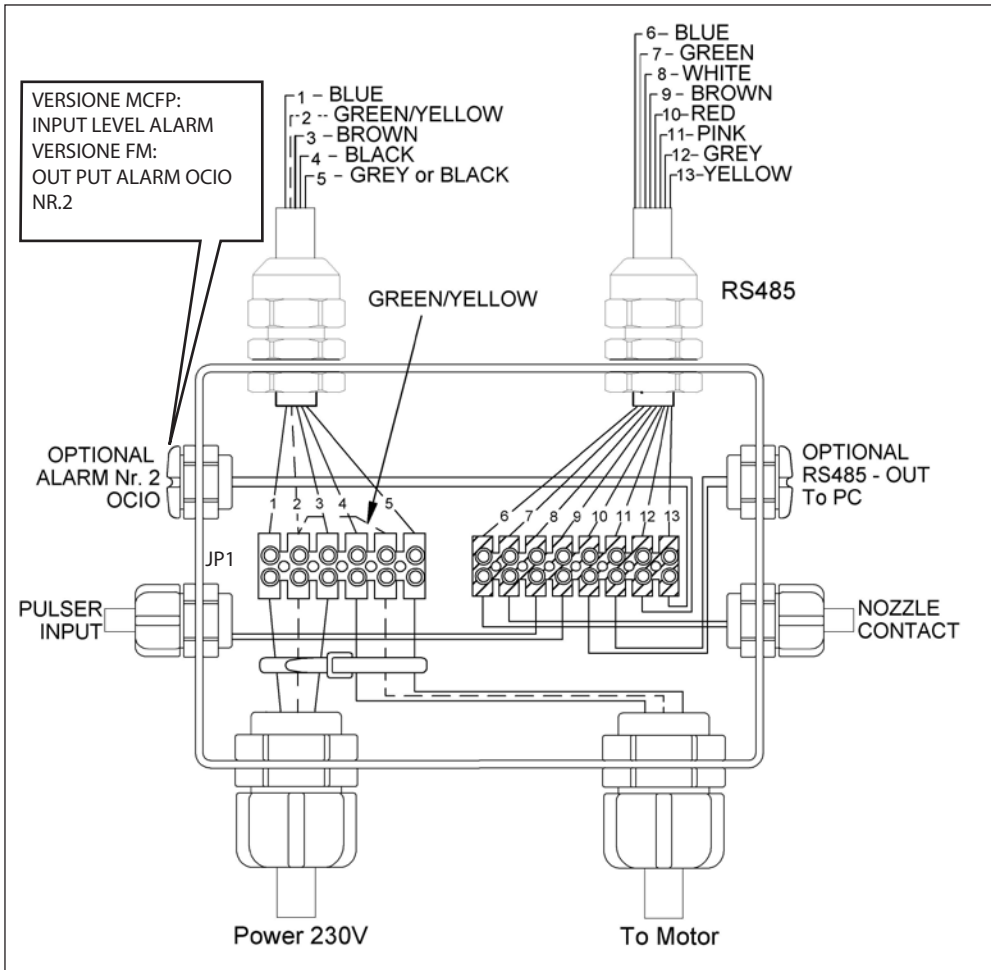 VERSIONE MCFP:
INPUT LEVEL ALARM
VERSIONE FM:
OUT PUT ALARM OCIO
NR.2
1 - BLUE
2 -- GREEN/YELLOW
3 - BROWN
4 - BLACK
5 - GREY or BLACK
6- BLUE
7- GREEN
8 - WHITE
9 - BROWN
10- RED
11- PINK
12- GREY
13- YELLOW
RS485
GREEN/YELLOW
OPTIONAL
ALARM Nr. 2
OCIO
OPTIONAL
RS485 - OUT
To PC
1 2 3 4 5
6 7 8 9 10 11 12 13
JP1
PULSER
INPUT
NOZZLE
CONTACT
Power 230V
To Motor